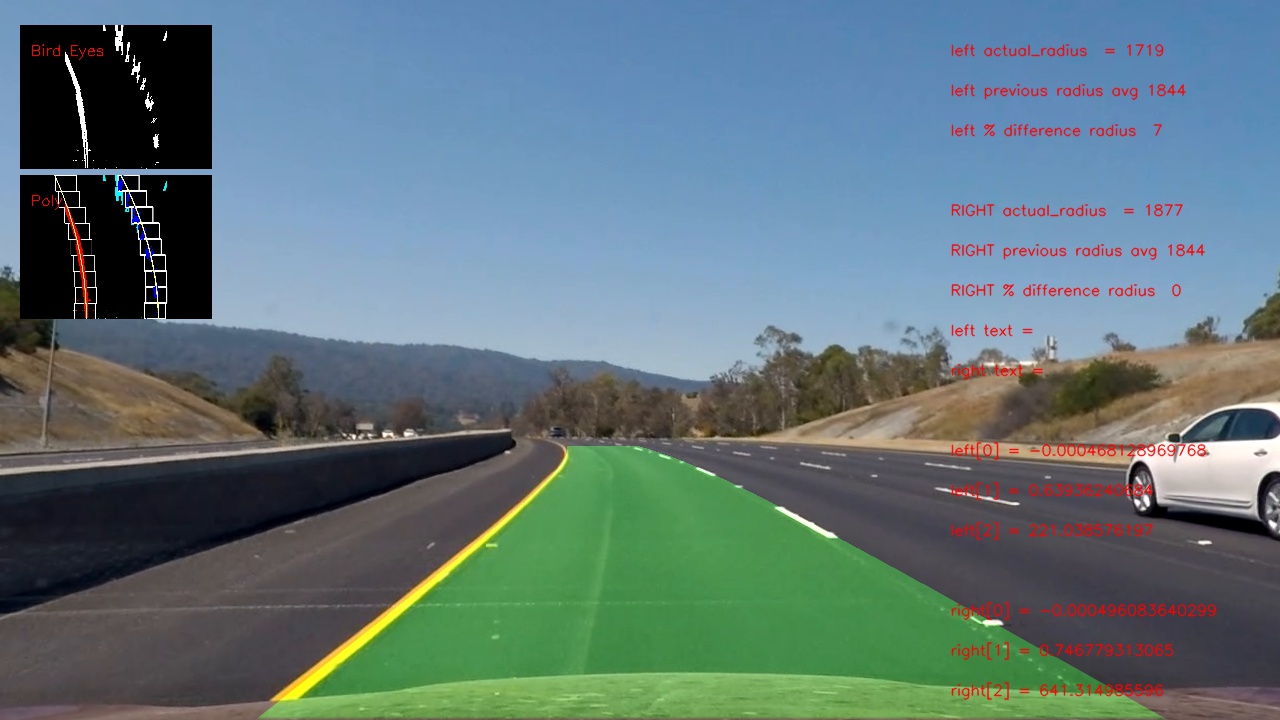 Bird Eyes
Poly
left actual_radius = 1719
left previous radius avg 1844
left % difference radius 7
RIGHT actual_radius = 1877
RIGHT previous radius avg 1844
RIGHT % difference radius 0
left text =
right text =
left[0] = -0.000468128969768
left[1] = 0.63936240684
left[2] = 221.038576197
right[0] = -0.000496083640299
right[1] = 0.746779313065
right[2] = 641.314985596